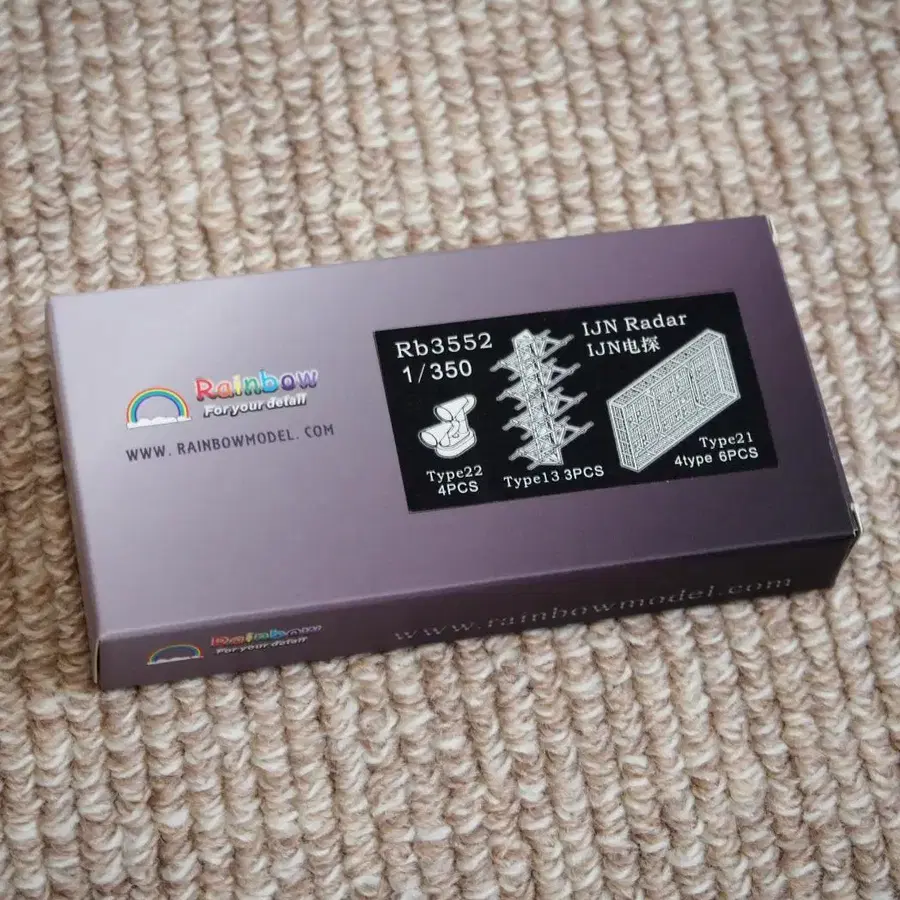 Rainbow
For your detail
WWW.RAINBOWMODEL.COM
Rb3552
1/350
IJN Radar
IJN电探
Type22
4PCS
Type13 3PCS
Type21
4type 6PCS
Rainbow
For your detail
www.rainbowmodel.com